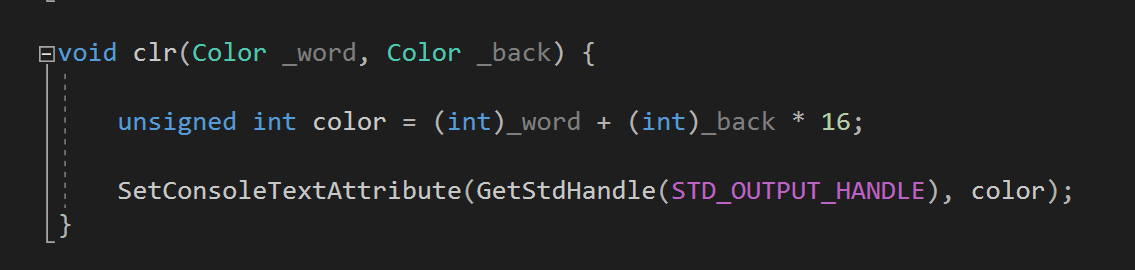 void clr(Color _word, Color _back) {
unsigned int color = (int)_word + (int)_back * 16;
SetConsoleTextAttribute(GetStdHandle(STD_OUTPUT_HANDLE), color);
}